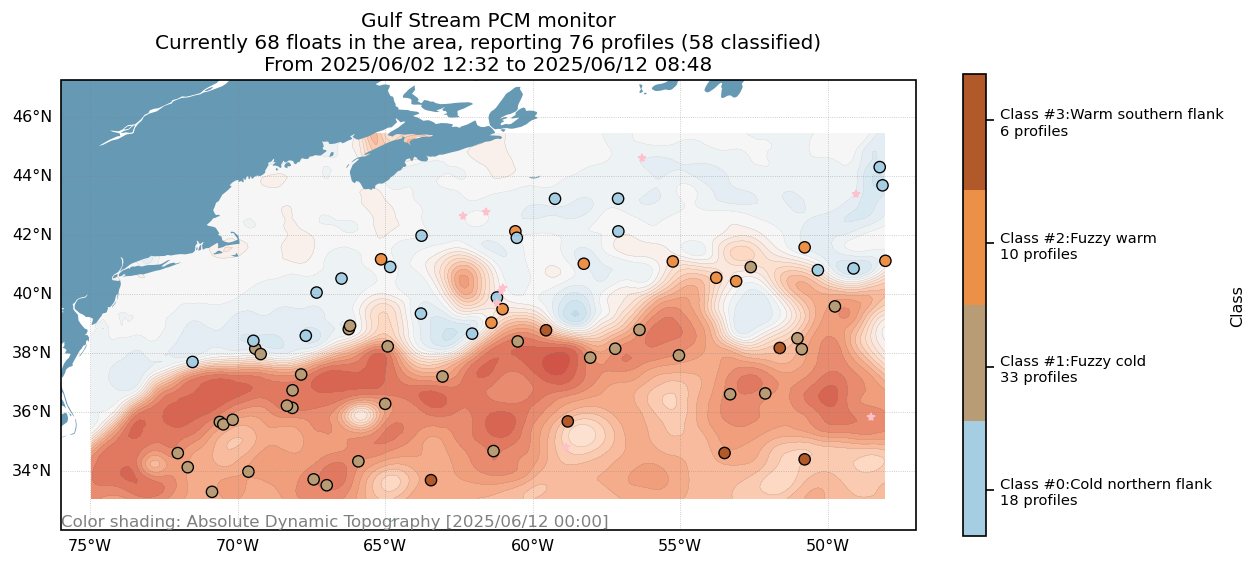 Gulf Stream PCM monitor
Currently 68 floats in the area, reporting 76 profiles (58 classified)
From 2025/06/02 12:32 to 2025/06/12 08:48
46°N
44°N
42°N
40°N
38°N
36°N
34°N
Color shading: Absolute Dynamic Topography [2025/06/12 00:00]
75°W
70°W
65°W
60°W
55°W
50°W
Class #3:Warm southern flank
6 profiles
Class #2:Fuzzy warm
10 profiles
Class #1:Fuzzy cold
33 profiles
Class #0:Cold northern flank
18 profiles
Class